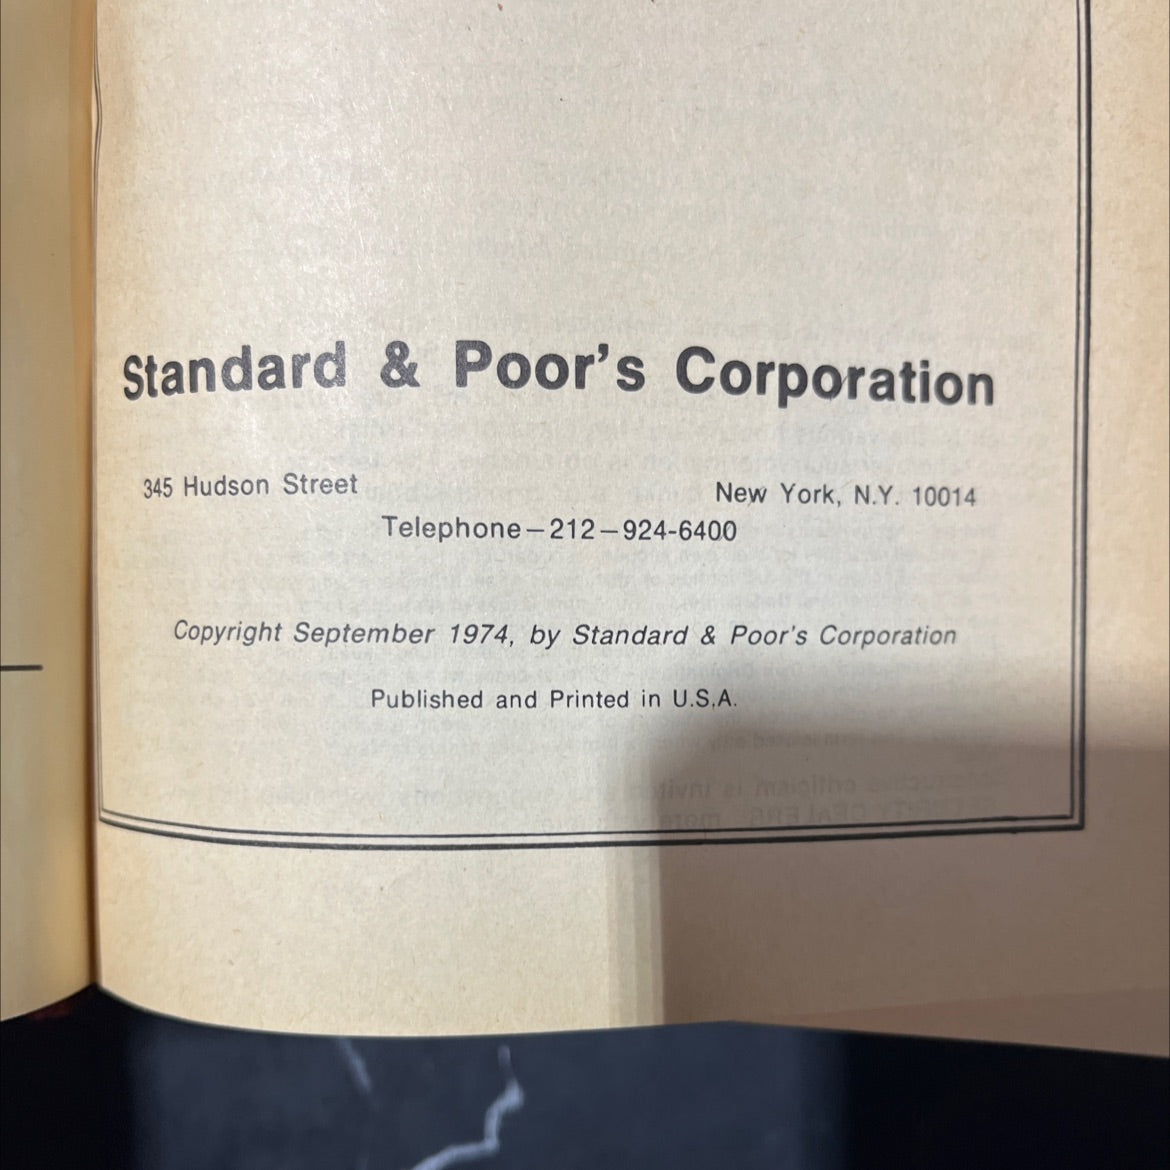 Standard & Poor's Corporation
345 Hudson Street New York, N.Y. 10014
Telephone—212—924-6400
Copyright September 1974, by Standard & Poor's Corporation
Published and Printed in U.S.A.